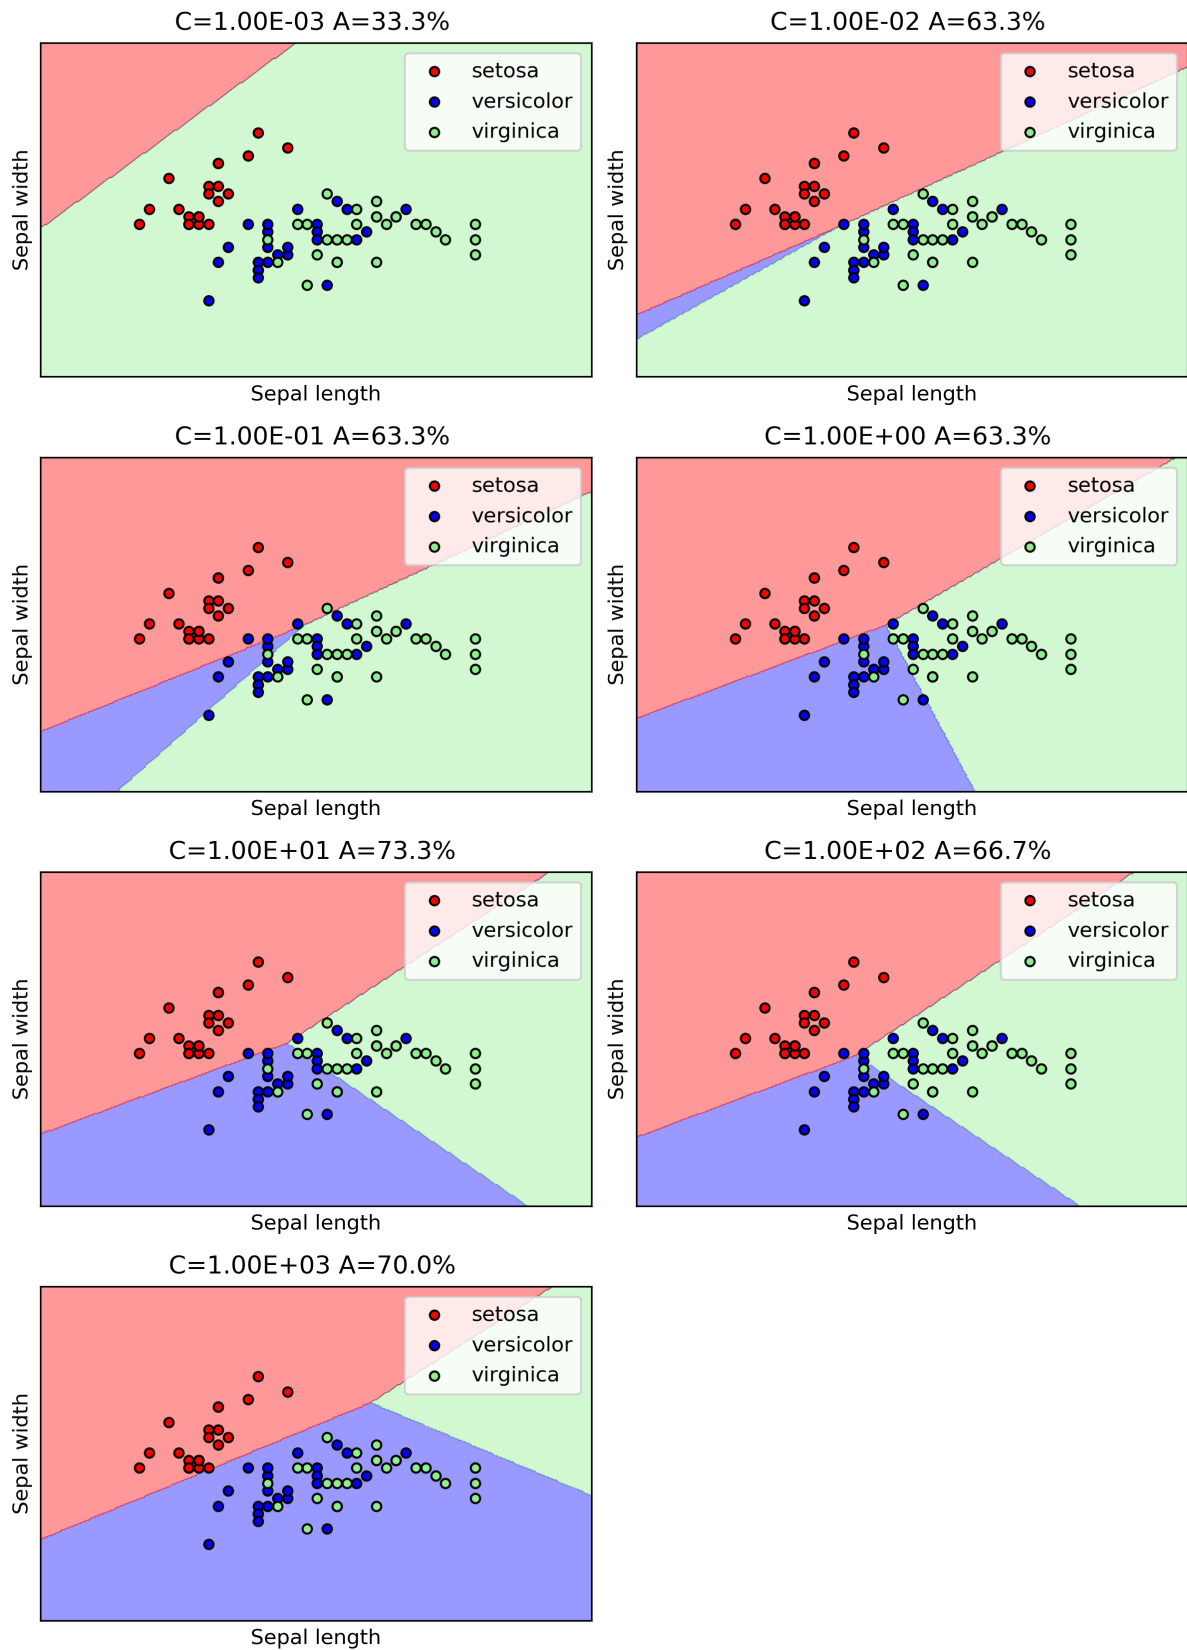 C=1.00E-03 A=33.3%
setosa
versicolor
virginica
Sepal width
Sepal length
C=1.00E-02 A=63.3%
setosa
versicolor
virginica
Sepal width
Sepal length
C=1.00E-01 A=63.3%
setosa
versicolor
virginica
Sepal width
Sepal length
C=1.00E+00 A=63.3%
setosa
versicolor
virginica
Sepal width
Sepal length
C=1.00E+01 A=73.3%
setosa
versicolor
virginica
Sepal width
Sepal length
C=1.00E+02 A=66.7%
setosa
versicolor
virginica
Sepal width
Sepal length
C=1.00E+03 A=70.0%
setosa
versicolor
virginica
Sepal width
Sepal length